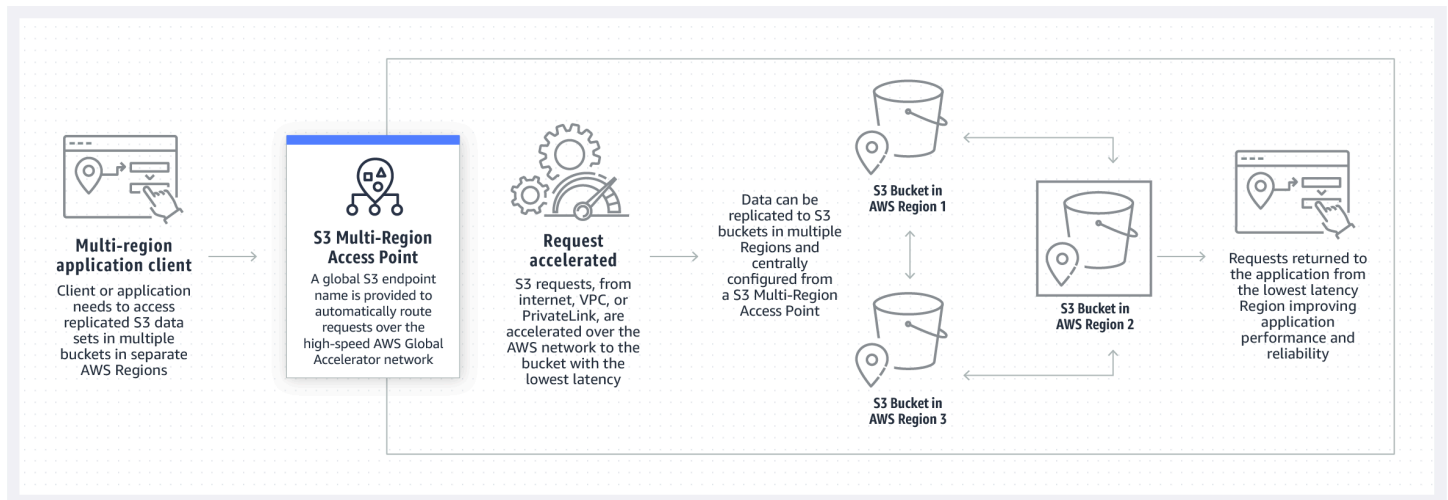 Multi-region
application client
Client or application
needs to access
replicated S3 data
sets in multiple
buckets in separate
AWS Regions
S3 Multi-Region
Access Point
A global S3 endpoint
name is provided to
automatically route
requests over the
high-speed AWS Global
Accelerator network
Request
accelerated
S3 requests, from
internet, VPC, or
PrivateLink, are
accelerated over the
AWS network to the
bucket with the
lowest latency
Data can be
replicated to S3
buckets in multiple
Regions and
centrally
configured from
a S3 Multi-Region
Access Point
S3 Bucket in
AWS Region 1
S3 Bucket in
AWS Region 3
S3 Bucket in
AWS Region 2
Requests returned to
the application from
the lowest latency
Region improving
application
performance and
reliability